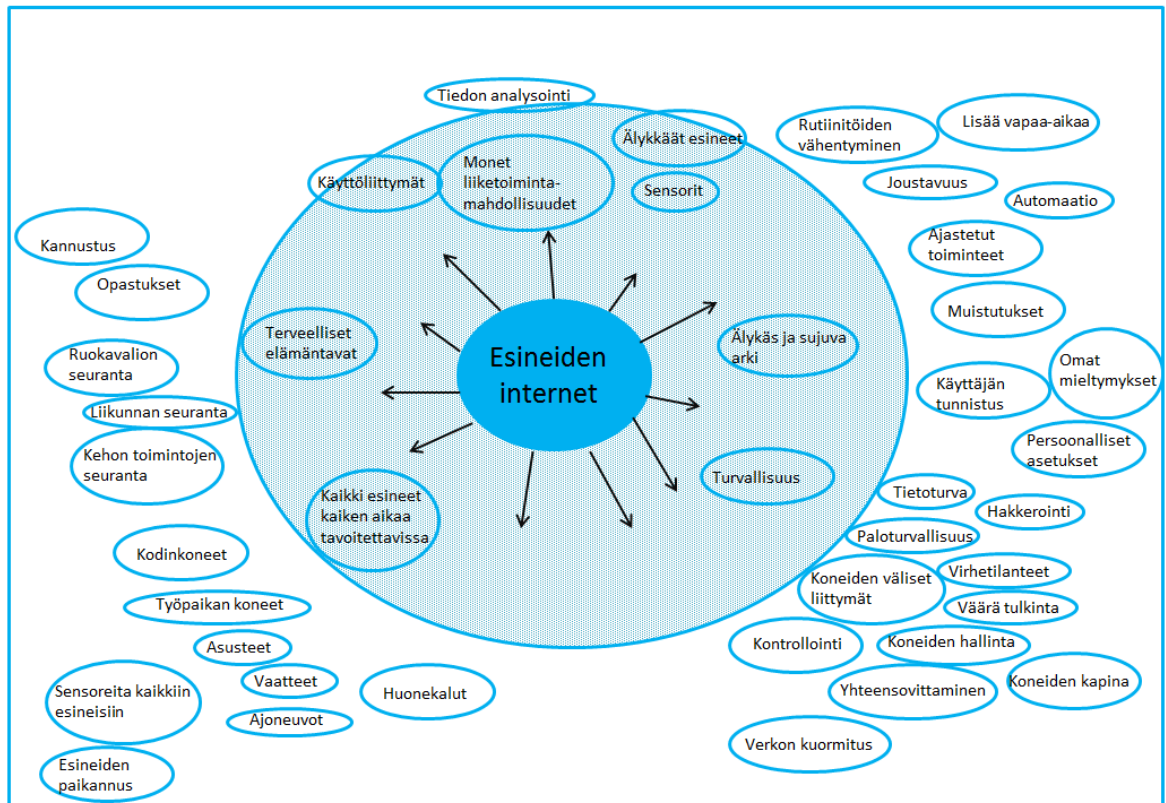 Tiedon analysointi
Älykkäät esineet
Rutiinitöiden
vähentyminen
Lisää vapaa-aikaa
Käyttöliittymät
Monet
liiketoiminta-
mahdollisuudet
Sensorit
Joustavuus
Automaatio
Kannustus
Opastukset
Ajastetut
toiminteet
Muistutukset
Terveelliset
elämäntavat
Esineiden
internet
Älykäs ja sujuva
arki
Ruokavalion
seuranta
Liikunnan seuranta
Kehon toimintojen
seuranta
Käyttäjän
tunnistus
Omat
mieltymykset
Persoonalliset
asetukset
Kaikki esineet
kaiken aikaa
tavoitettavissa
Turvallisuus
Tietoturva
Hakkerointi
Paloturvallisuus
Kodinkoneet
Koneiden väliset
liittymät
Virhetilanteet
Väärä tulkinta
Työpaikan koneet
Asusteet
Kontrollointi
Koneiden hallinta
Sensoreita kaikkiin
esineisiin
Vaatteet
Huonekalut
Yhteensovittaminen
Koneiden kapina
Ajoneuvot
Verkon kuormitus
Esineiden
paikannus